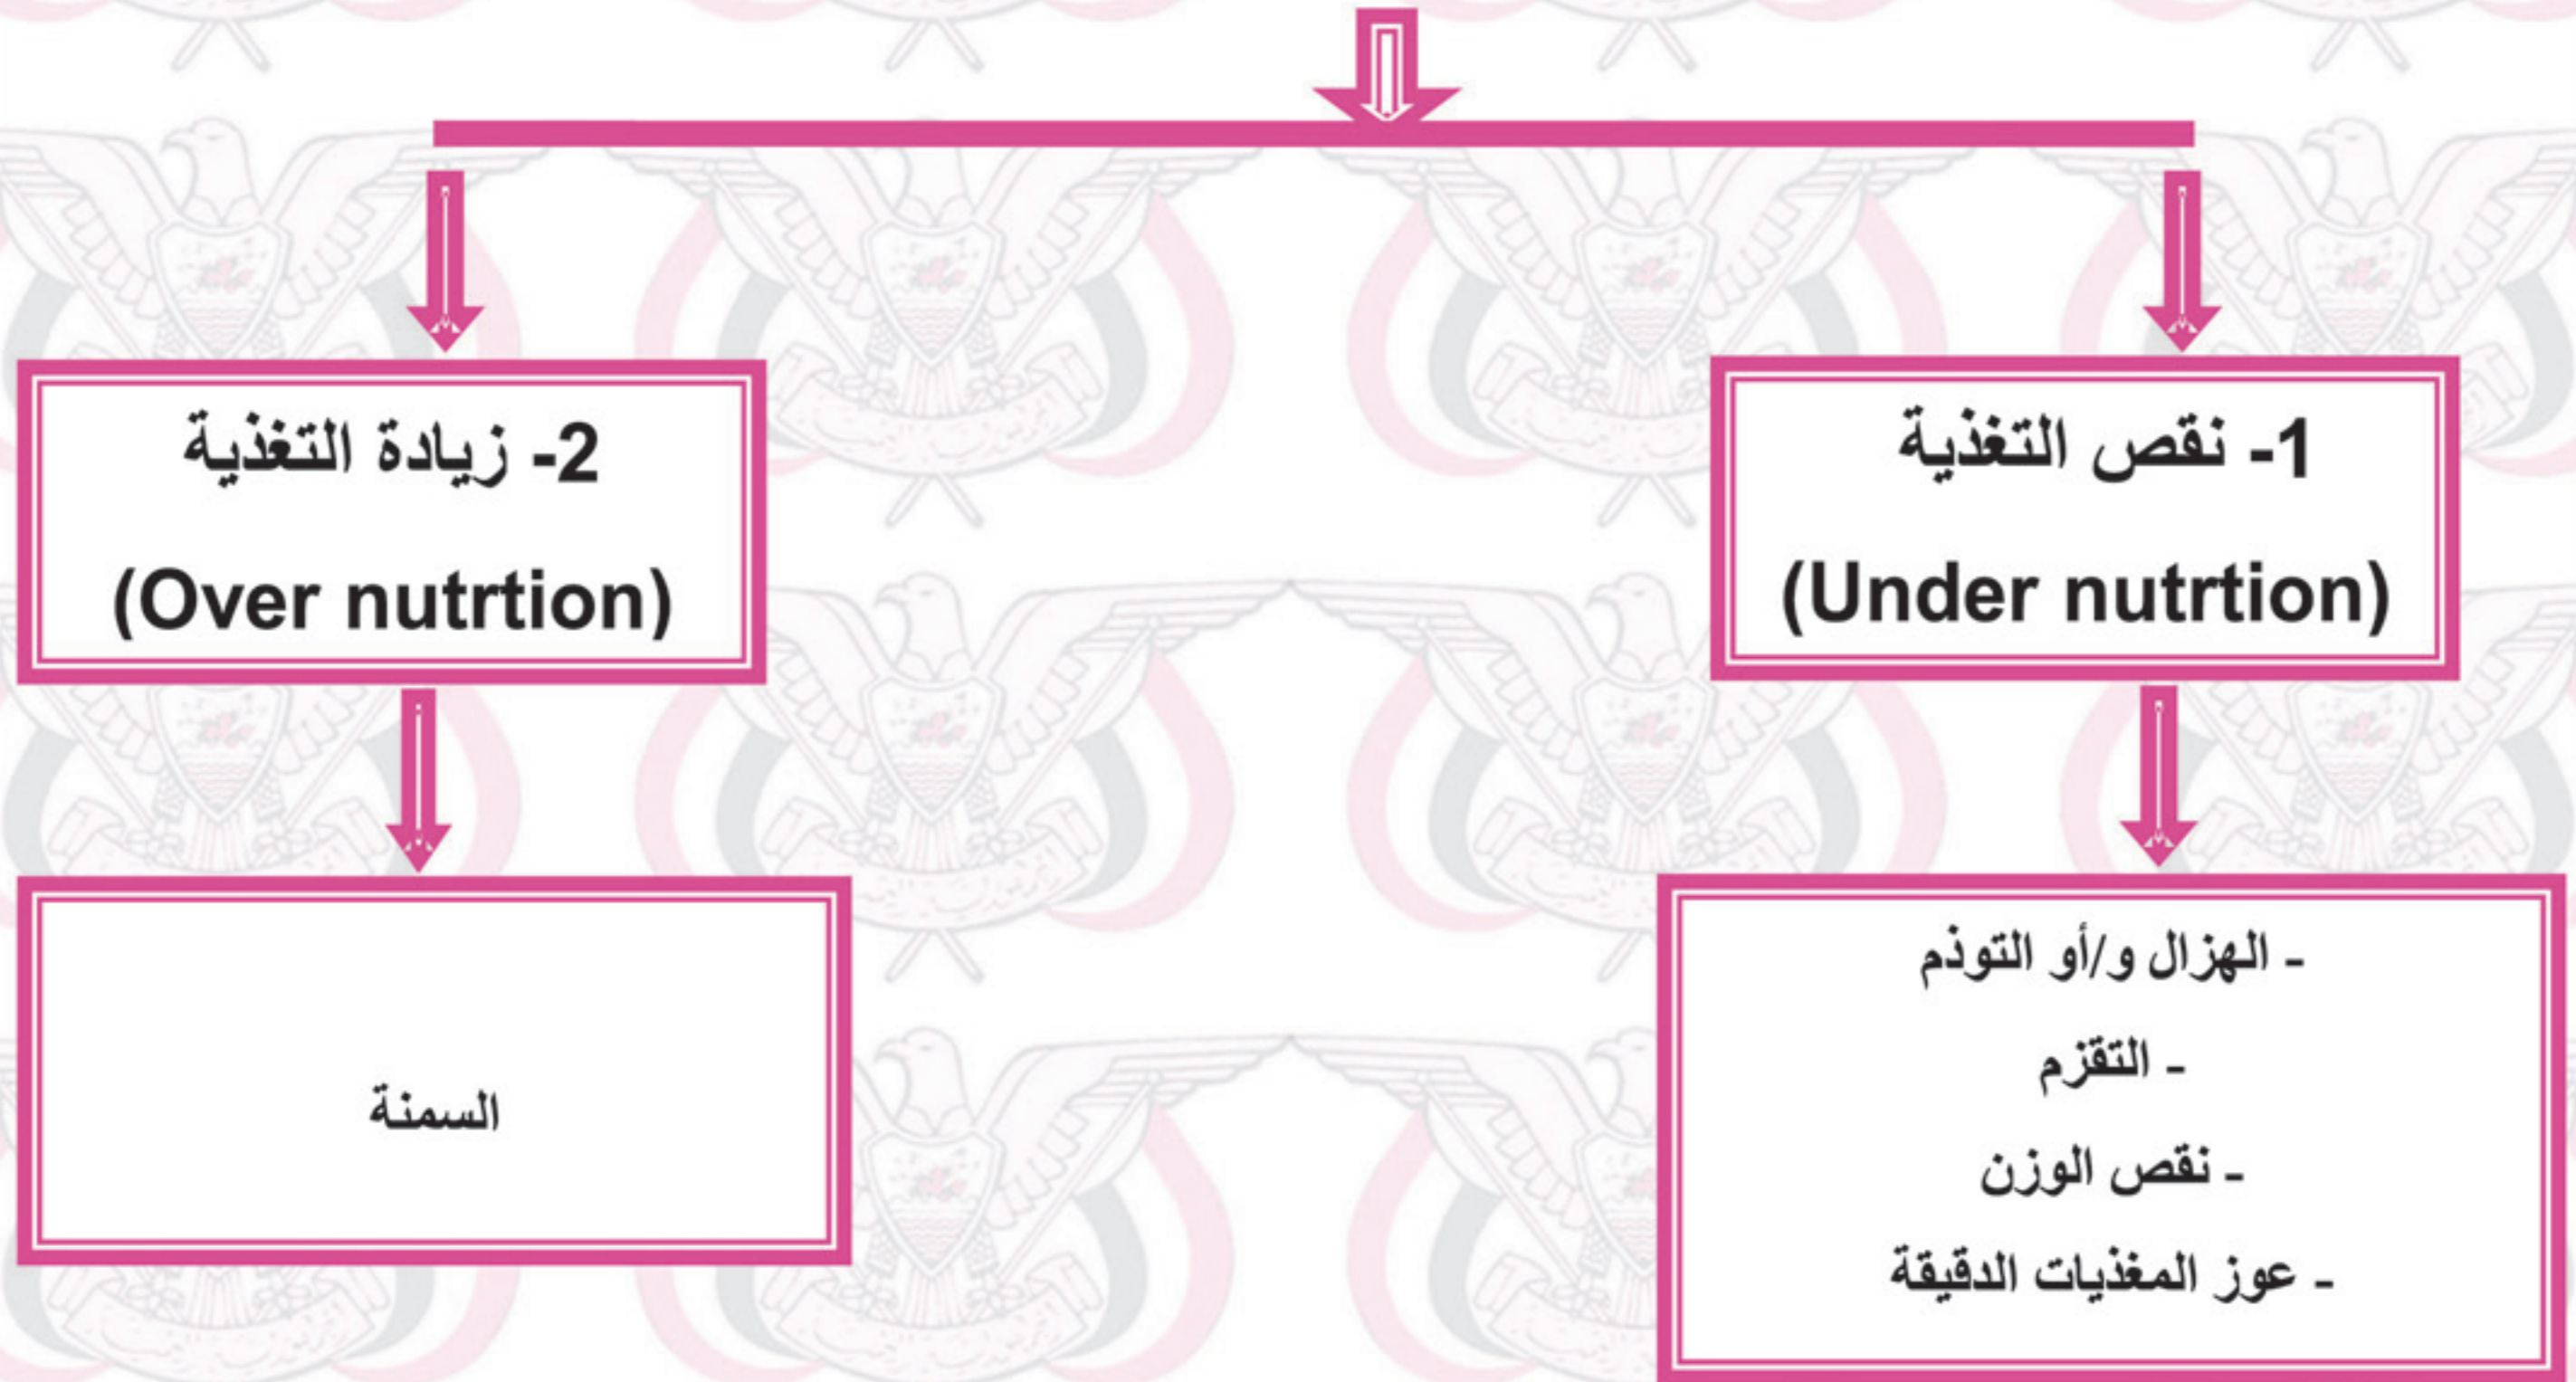 1- نقص التغذية
(Under nutrtion)
2- زيادة التغذية
(Over nutrtion)
- الهزال و/أو التوذم
- التقزم
- نقص الوزن
- عوز المغذيات الدقيقة
السمنة